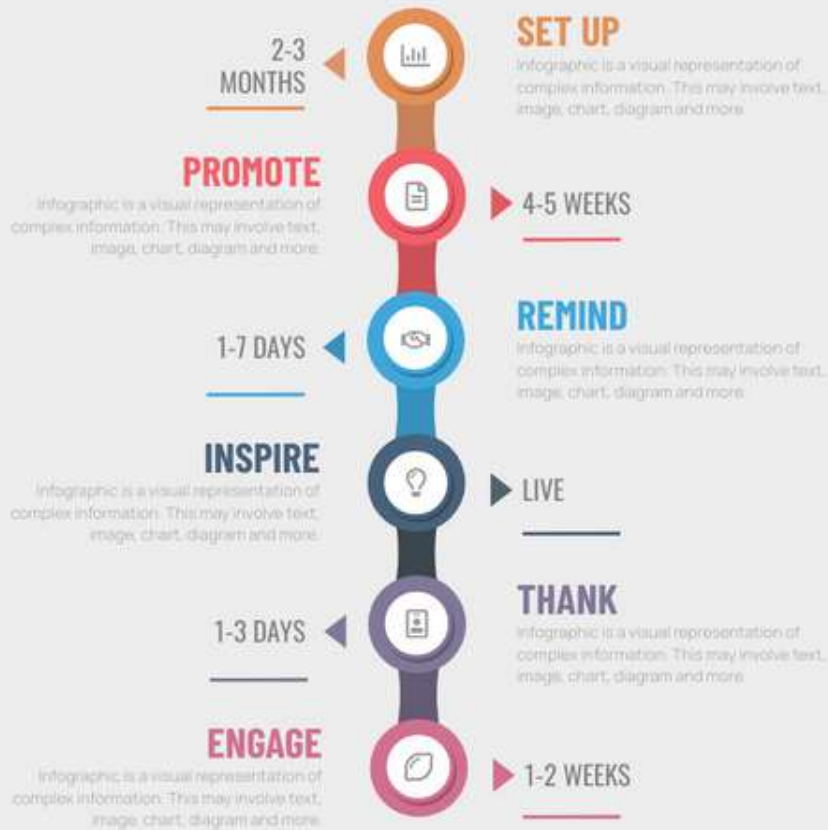 2-3
MONTHS
SET UP
Infographic is a visual representation of
complex information. This may involve text,
image, chart, diagram and more.
PROMOTE
Infographic is a visual representation of
complex information. This may involve text,
image, chart, diagram and more.
4-5 WEEKS
1-7 DAYS
REMIND
Infographic is a visual representation of
complex information. This may involve text,
image, chart, diagram and more.
INSPIRE
Infographic is a visual representation of
complex information. This may involve text,
image, chart, diagram and more.
LIVE
1-3 DAYS
THANK
Infographic is a visual representation of
complex information. This may involve text,
image, chart, diagram and more.
ENGAGE
Infographic is a visual representation of
complex information. This may involve text,
image, chart, diagram and more.
1-2 WEEKS